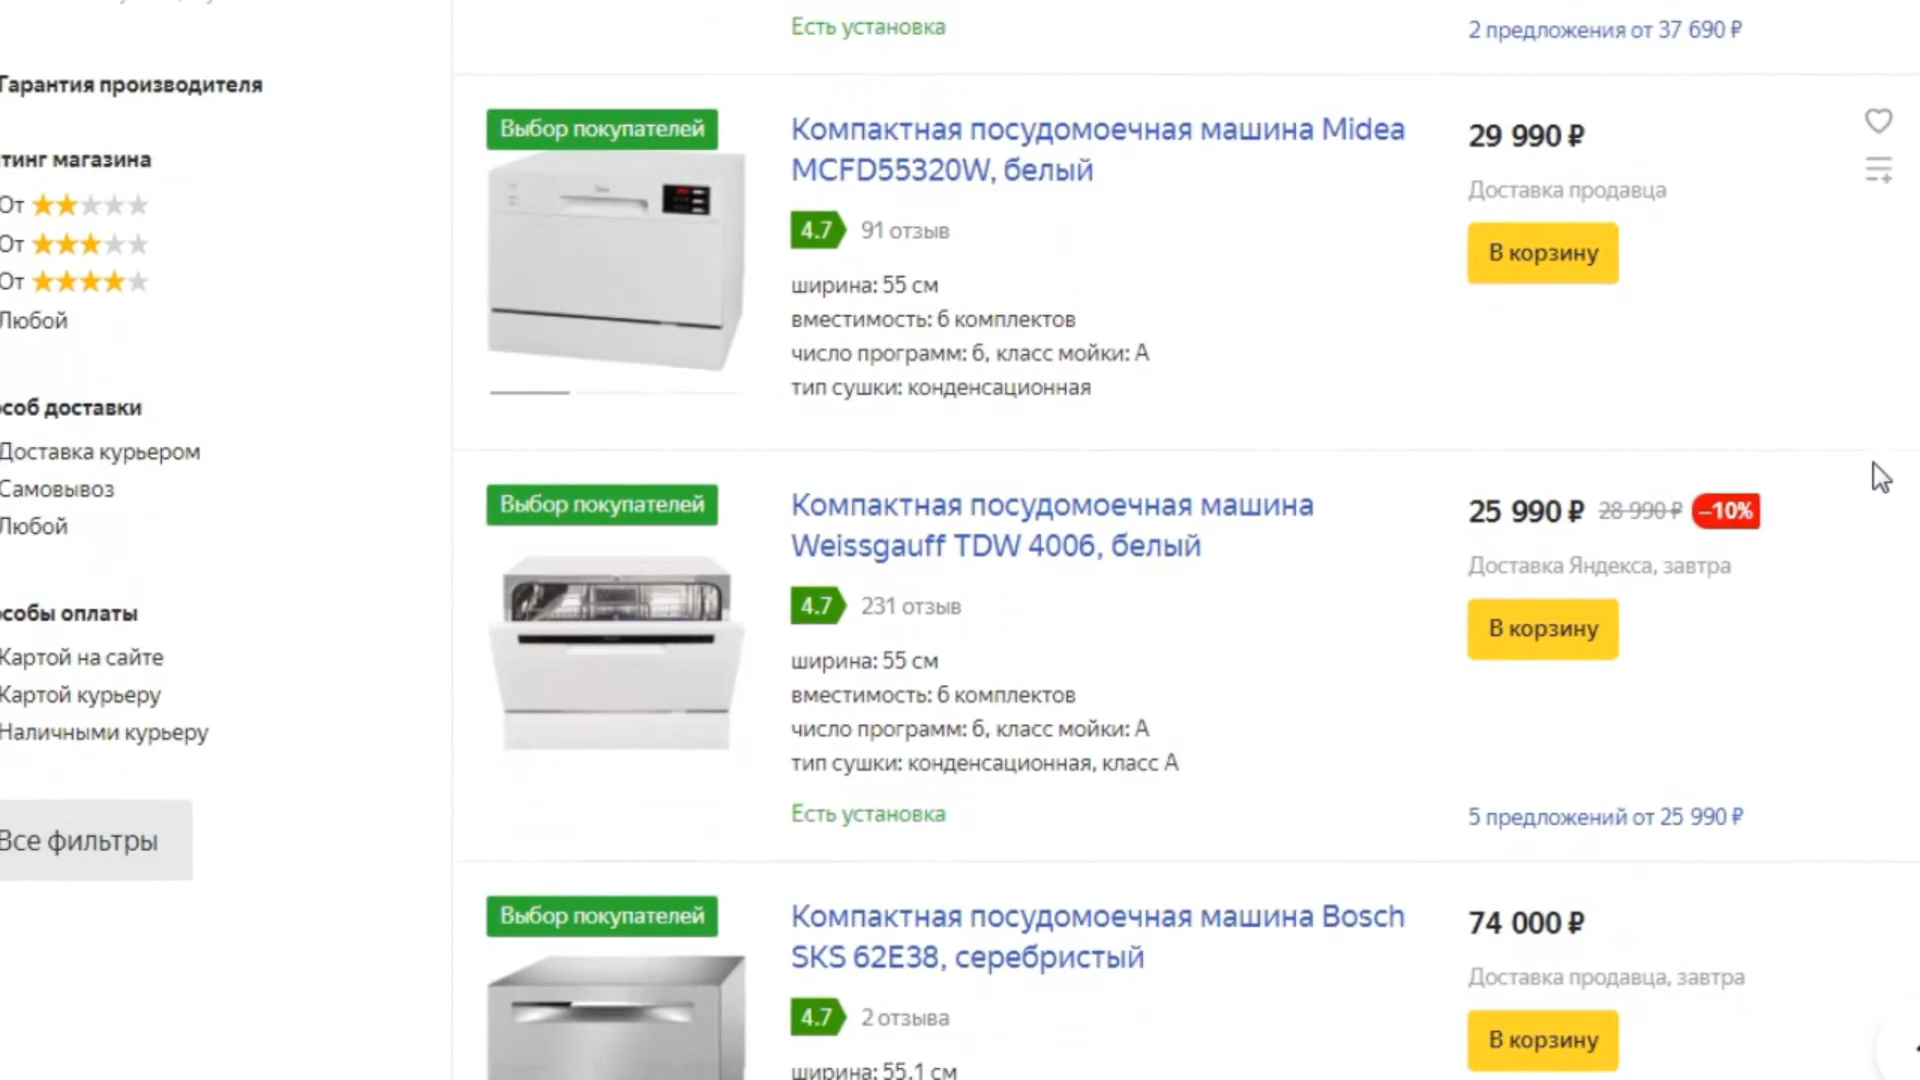 Гарантия производителя
тинг магазина
От
От
От
Любой
особ доставки
Доставка курьером
Самовывоз
Любой
особы оплаты
Картой на сайте
Картой курьеру
Наличными курьеру
Все фильтры
Есть установка
2 предложения от 37 690 ₽
Выбор покупателей
Компактная посудомоечная машина Midea
MCFD55320W, белый
4.7 91 отзыв
ширина: 55 см
вместимость: 6 комплектов
число программ: 6, класс мойки: A
тип сушки: конденсационная
29 990 ₽
Доставка продавца
В корзину
Выбор покупателей
Компактная посудомоечная машина
Weissgauff TDW 4006, белый
4.7 231 отзыв
ширина: 55 см
вместимость: 6 комплектов
число программ: 6, класс мойки: A
тип сушки: конденсационная, класс A
Есть установка
25 990 ₽ 28 990 ₽ –10%
Доставка Яндекса, завтра
В корзину
5 предложений от 25 990 ₽
Выбор покупателей
Компактная посудомоечная машина Bosch
SKS 62E38, серебристый
4.7 2 отзыва
ширина: 55.1 см
74 000 ₽
Доставка продавца, завтра
В корзину